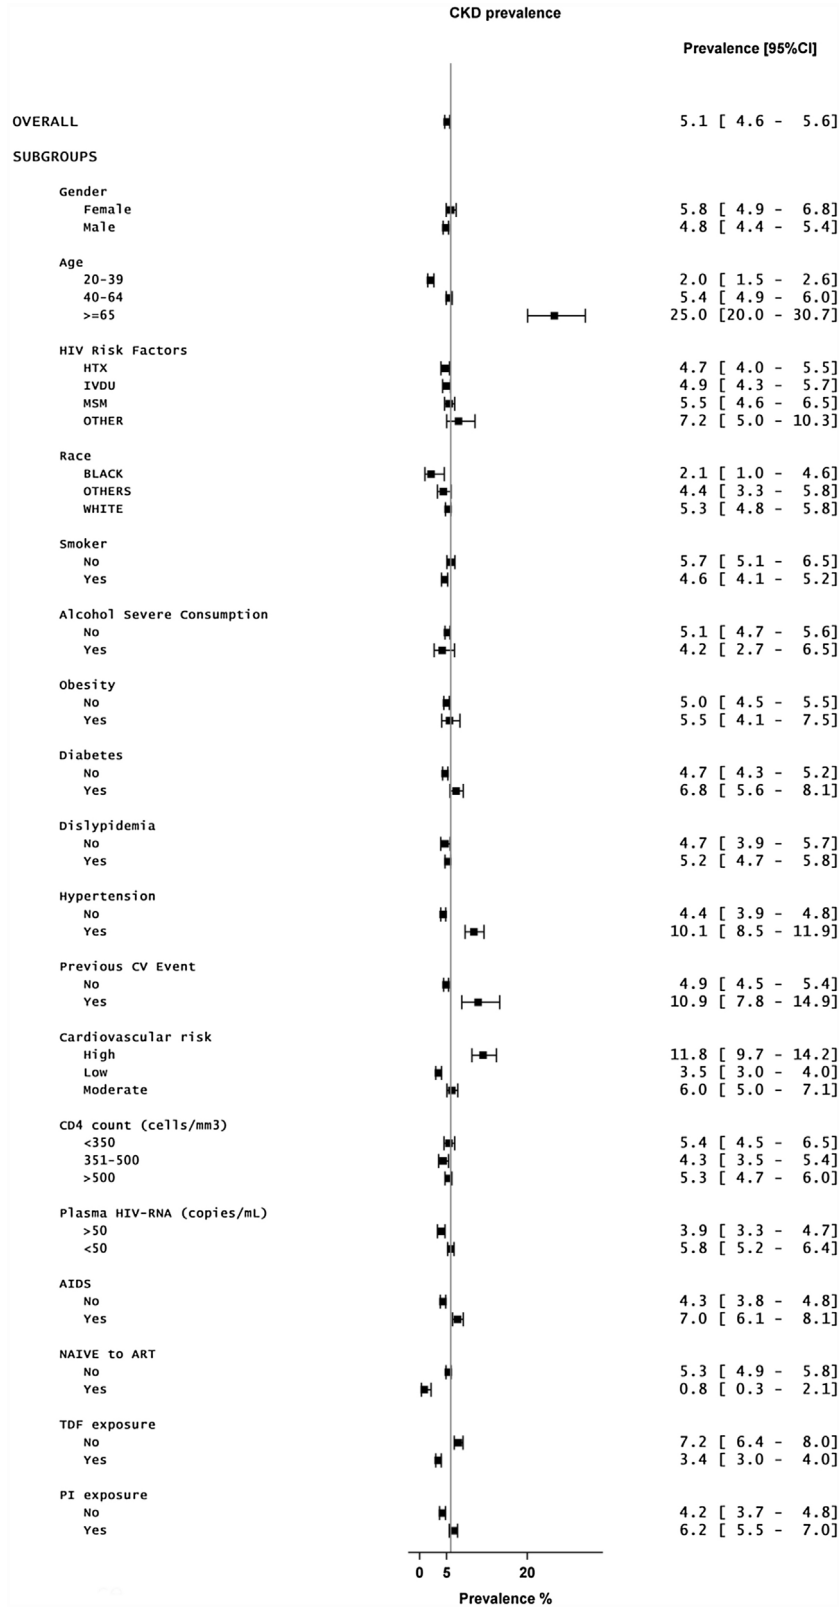 CKD prevalence
Prevalence [95%CI]
OVERALL 5.1 [ 4.6 - 5.6]
SUBGROUPS
Gender
Female 5.8 [ 4.9 - 6.8]
Male 4.8 [ 4.4 - 5.4]
Age
20-39 2.0 [ 1.5 - 2.6]
40-64 5.4 [ 4.9 - 6.0]
>=65 25.0 [20.0 - 30.7]
HIV Risk Factors
HTX 4.7 [ 4.0 - 5.5]
IVDU 4.9 [ 4.3 - 5.7]
MSM 5.5 [ 4.6 - 6.5]
OTHER 7.2 [ 5.0 - 10.3]
Race
BLACK 2.1 [ 1.0 - 4.6]
OTHERS 4.4 [ 3.3 - 5.8]
WHITE 5.3 [ 4.8 - 5.8]
Smoker
No 5.7 [ 5.1 - 6.5]
Yes 4.6 [ 4.1 - 5.2]
Alcohol Severe Consumption
No 5.1 [ 4.7 - 5.6]
Yes 4.2 [ 2.7 - 6.5]
Obesity
No 5.0 [ 4.5 - 5.5]
Yes 5.5 [ 4.1 - 7.5]
Diabetes
No 4.7 [ 4.3 - 5.2]
Yes 6.8 [ 5.6 - 8.1]
Dislypidemia
No 4.7 [ 3.9 - 5.7]
Yes 5.2 [ 4.7 - 5.8]
Hypertension
No 4.4 [ 3.9 - 4.8]
Yes 10.1 [ 8.5 - 11.9]
Previous CV Event
No 4.9 [ 4.5 - 5.4]
Yes 10.9 [ 7.8 - 14.9]
Cardiovascular risk
High 11.8 [ 9.7 - 14.2]
Low 3.5 [ 3.0 - 4.0]
Moderate 6.0 [ 5.0 - 7.1]
CD4 count (cells/mm3)
<350 5.4 [ 4.5 - 6.5]
351-500 4.3 [ 3.5 - 5.4]
>500 5.3 [ 4.7 - 6.0]
Plasma HIV-RNA (copies/mL)
>50 3.9 [ 3.3 - 4.7]
<50 5.8 [ 5.2 - 6.4]
AIDS
No 4.3 [ 3.8 - 4.8]
Yes 7.0 [ 6.1 - 8.1]
NAIVE to ART
No 5.3 [ 4.9 - 5.8]
Yes 0.8 [ 0.3 - 2.1]
TDF exposure
No 7.2 [ 6.4 - 8.0]
Yes 3.4 [ 3.0 - 4.0]
PI exposure
No 4.2 [ 3.7 - 4.8]
Yes 6.2 [ 5.5 - 7.0]
0 5 20
Prevalence %